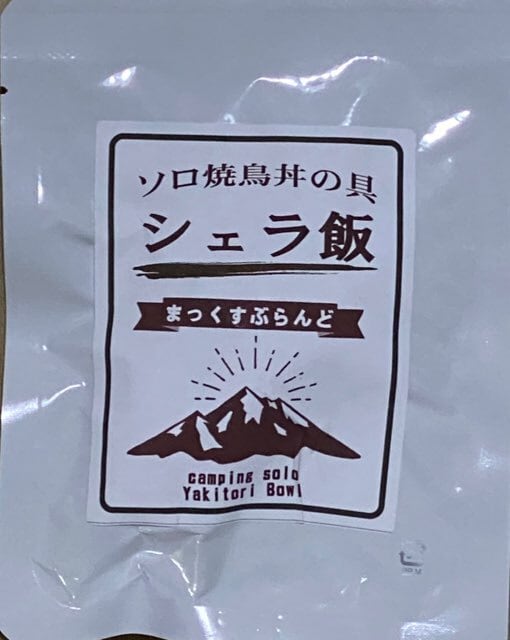 ソロ焼鳥丼の具
シェラ飯
まっくすぶらんど
camping solo
Yakitori Bowl